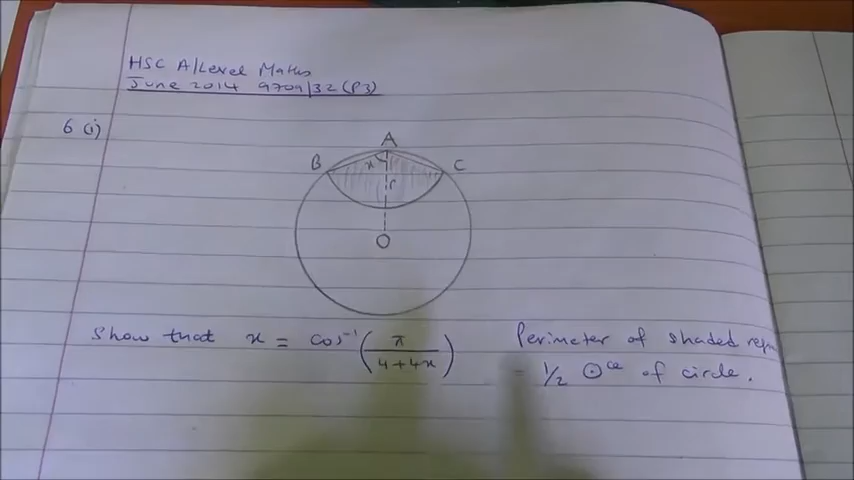 HSC A/Level Maths
June 2014 9709/32 (P3)
6 (i)
A
B x C
r
O
Show that x = cos⁻¹ (π / 4+4x)
Perimeter of shaded
= 1/2 ⊙ce of circle.